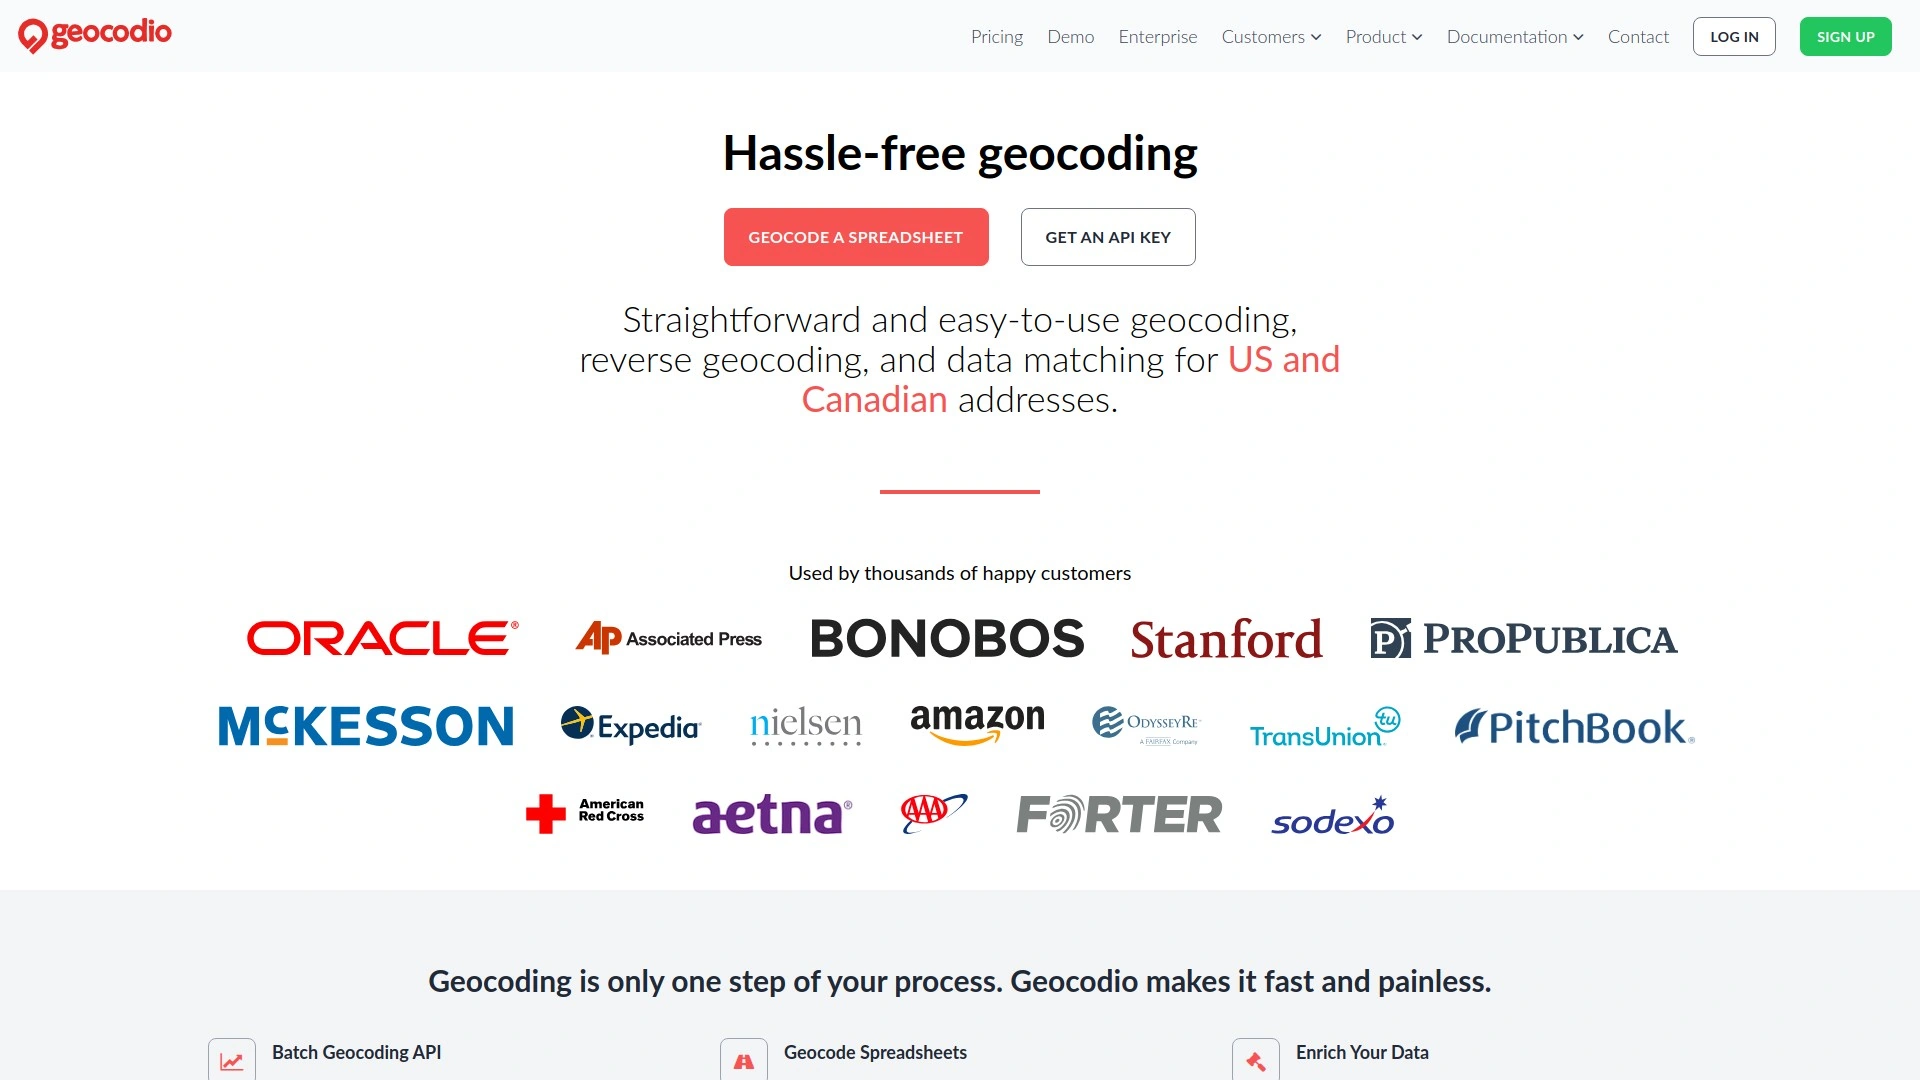 geocodio
Pricing
Demo
Enterprise
Customers
Product
Documentation
Contact
LOG IN
SIGN UP
Hassle-free geocoding
GEOCODE A SPREADSHEET
GET AN API KEY
Straightforward and easy-to-use geocoding,
reverse geocoding, and data matching for US and
Canadian addresses.
Used by thousands of happy customers
ORACLE®
AP Associated Press
BONOBOS
Stanford
P PROPUBLICA
MCKESSON
Expedia
nielsen
amazon
ODYSSEYRE
A FAIRFAX Company
TransUnion
tu
PitchBook®
American
Red Cross
aetna®
AAA
FORTER
sodexo
Geocoding is only one step of your process. Geocodio makes it fast and painless.
Batch Geocoding API
Geocode Spreadsheets
Enrich Your Data